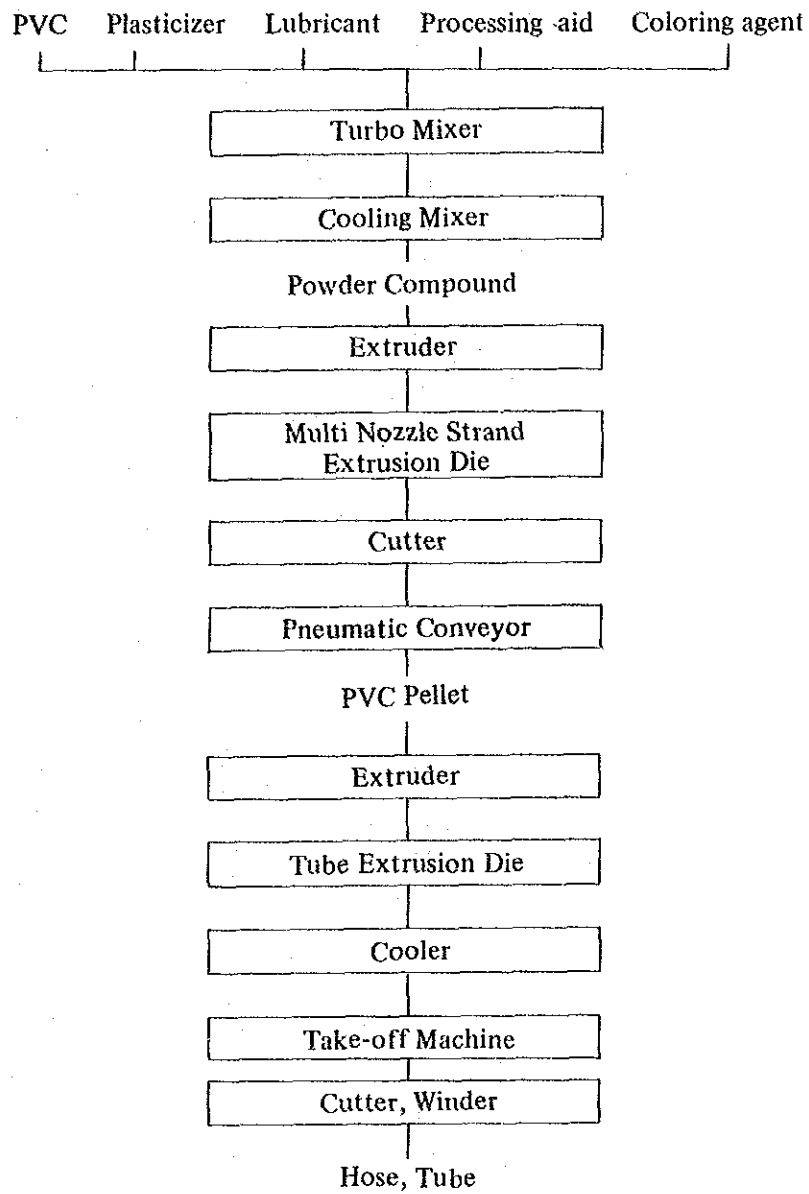 PVC Plasticizer Lubricant Processing aid Coloring agent
Turbo Mixer
Cooling Mixer
Powder Compound
Extruder
Multi Nozzle Strand
Extrusion Die
Cutter
Pneumatic Conveyor
PVC Pellet
Extruder
Tube Extrusion Die
Cooler
Take-off Machine
Cutter, Winder
Hose, Tube